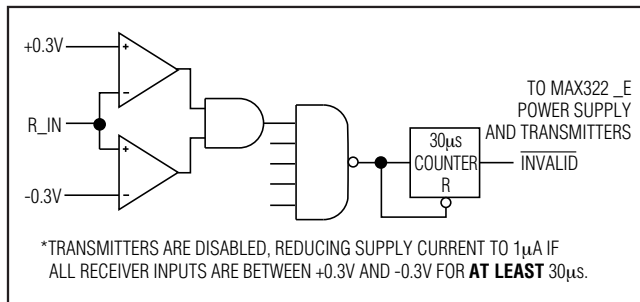 +0.3V
+
-
R_IN
+
-
-0.3V
30µs
COUNTER
R
TO MAX322 _E
POWER SUPPLY
AND TRANSMITTERS
INVALID
*TRANSMITTERS ARE DISABLED, REDUCING SUPPLY CURRENT TO 1µA IF
ALL RECEIVER INPUTS ARE BETWEEN +0.3V AND -0.3V FOR AT LEAST 30µs.